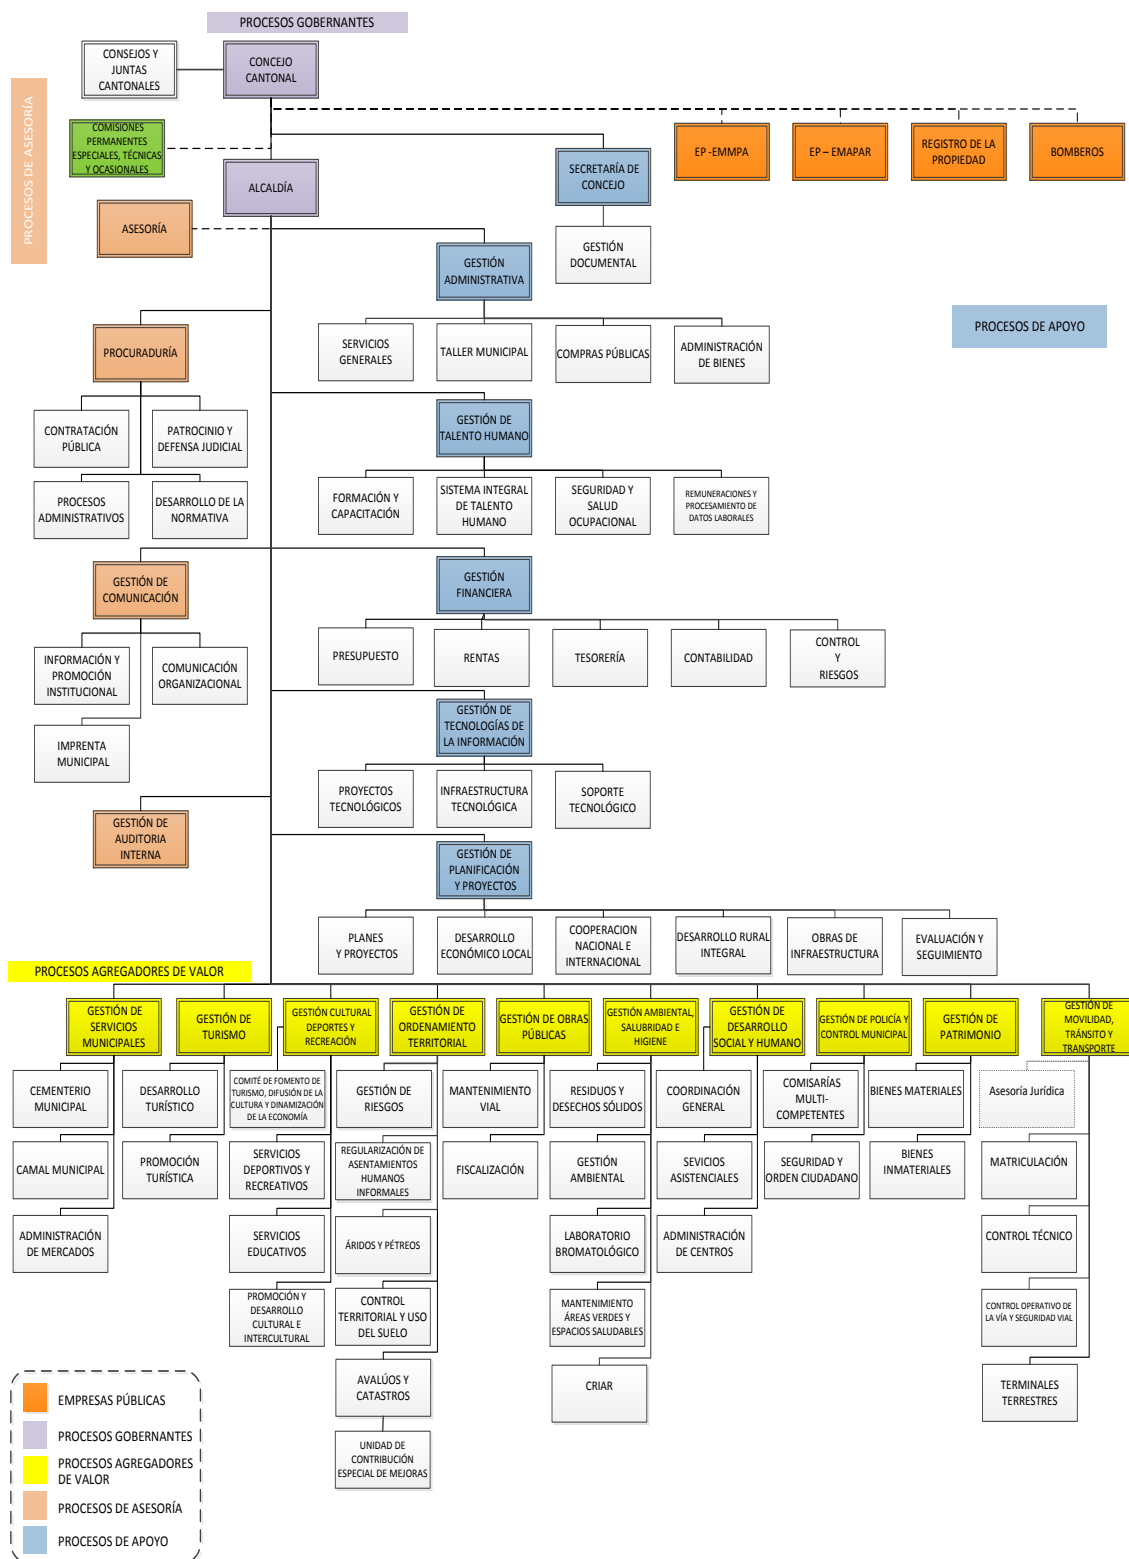 PROCESOS GOBERNANTES
CONSEJOS Y
JUNTAS
CANTONALES
CONCEJO
CANTONAL
PROCESOS DE ASESORÍA
COMISIONES
PERMANENTES
ESPECIALES, TÉCNICAS
Y OCASIONALES
EP -EMMPA
EP – EMAPAR
REGISTRO DE LA
PROPIEDAD
BOMBEROS
SECRETARÍA DE
CONCEJO
ALCALDÍA
ASESORÍA
GESTIÓN
DOCUMENTAL
GESTIÓN
ADMINISTRATIVA
PROCESOS DE APOYO
PROCURADURÍA
SERVICIOS
GENERALES
TALLER MUNICIPAL
COMPRAS PÚBLICAS
ADMINISTRACIÓN
DE BIENES
CONTRATACIÓN
PÚBLICA
PATROCINIO Y
DEFENSA JUDICIAL
GESTIÓN DE
TALENTO HUMANO
PROCESOS
ADMINISTRATIVOS
DESARROLLO DE LA
NORMATIVA
FORMACIÓN Y
CAPACITACIÓN
SISTEMA INTEGRAL
DE TALENTO
HUMANO
SEGURIDAD Y
SALUD
OCUPACIONAL
REMUNERACIONES Y
PROCESAMIENTO DE
DATOS LABORALES
GESTIÓN DE
COMUNICACIÓN
GESTIÓN
FINANCIERA
INFORMACIÓN Y
PROMOCIÓN
INSTITUCIONAL
COMUNICACIÓN
ORGANIZACIONAL
PRESUPUESTO
RENTAS
TESORERÍA
CONTABILIDAD
CONTROL
Y
RIESGOS
IMPRENTA
MUNICIPAL
GESTIÓN DE
TECNOLOGÍAS DE
LA INFORMACIÓN
PROYECTOS
TECNOLÓGICOS
INFRAESTRUCTURA
TECNOLÓGICA
SOPORTE
TECNOLÓGICO
GESTIÓN DE
AUDITORIA
INTERNA
GESTIÓN DE
PLANIFICACIÓN
Y PROYECTOS
PLANES
Y PROYECTOS
DESARROLLO
ECONÓMICO LOCAL
COOPERACION
NACIONAL E
INTERNACIONAL
DESARROLLO RURAL
INTEGRAL
OBRAS DE
INFRAESTRUCTURA
EVALUACIÓN Y
SEGUIMIENTO
PROCESOS AGREGADORES DE VALOR
GESTIÓN DE
SERVICIOS
MUNICIPALES
GESTIÓN DE
TURISMO
GESTIÓN CULTURAL
DEPORTES Y
RECREACIÓN
GESTIÓN DE
ORDENAMIENTO
TERRITORIAL
GESTIÓN DE OBRAS
PÚBLICAS
GESTIÓN AMBIENTAL,
SALUBRIDAD E
HIGIENE
GESTIÓN DE
DESARROLLO
SOCIAL Y HUMANO
GESTIÓN DE POLICÍA Y
CONTROL MUNICIPAL
GESTIÓN DE
PATRIMONIO
GESTIÓN DE
MOVILIDAD,
TRÁNSITO Y
TRANSPORTE
CEMENTERIO
MUNICIPAL
DESARROLLO
TURÍSTICO
COMITÉ DE FOMENTO DE
TURISMO, DIFUSIÓN DE LA
CULTURA Y DINAMIZACIÓN
DE LA ECONOMÍA
GESTIÓN DE
RIESGOS
MANTENIMIENTO
VIAL
RESIDUOS Y
DESECHOS SÓLIDOS
COORDINACIÓN
GENERAL
COMISARÍAS
MULTI-
COMPETENTES
BIENES MATERIALES
Asesoría Jurídica
CAMAL MUNICIPAL
PROMOCIÓN
TURÍSTICA
SERVICIOS
DEPORTIVOS Y
RECREATIVOS
REGULARIZACIÓN DE
ASENTAMIENTOS
HUMANOS
INFORMALES
FISCALIZACIÓN
GESTIÓN
AMBIENTAL
SEVICIOS
ASISTENCIALES
SEGURIDAD Y
ORDEN CIUDADANO
BIENES
INMATERIALES
MATRICULACIÓN
ADMINISTRACIÓN
DE MERCADOS
SERVICIOS
EDUCATIVOS
ÁRIDOS Y PÉTREOS
LABORATORIO
BROMATOLÓGICO
ADMINISTRACIÓN
DE CENTROS
CONTROL TÉCNICO
PROMOCIÓN Y
DESARROLLO
CULTURAL E
INTERCULTURAL
CONTROL
TERRITORIAL Y USO
DEL SUELO
MANTENIMIENTO
ÁREAS VERDES Y
ESPACIOS SALUDABLES
CONTROL OPERATIVO DE
LA VÍA Y SEGURIDAD VIAL
AVALÚOS Y
CATASTROS
CRIAR
TERMINALES
TERRESTRES
UNIDAD DE
CONTRIBUCIÓN
ESPECIAL DE MEJORAS
EMPRESAS PÚBLICAS
PROCESOS GOBERNANTES
PROCESOS AGREGADORES
DE VALOR
PROCESOS DE ASESORÍA
PROCESOS DE APOYO